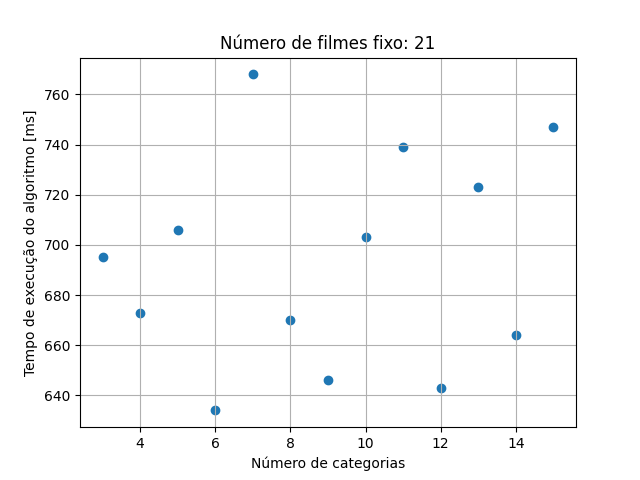 Número de filmes fixo: 21
Tempo de execução do algoritmo [ms]
760
740
720
700
680
660
640
4 6 8 10 12 14
Número de categorias